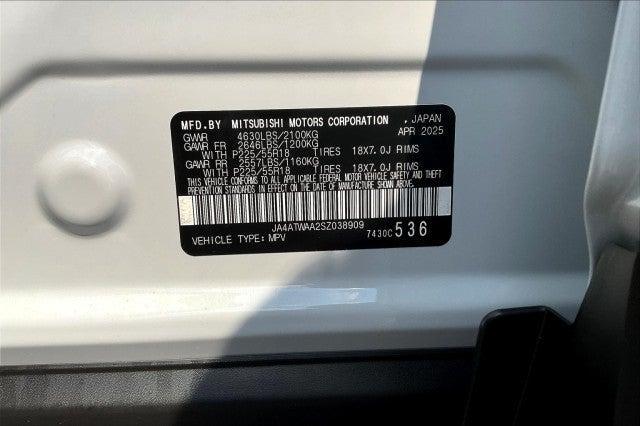 MFD.BY MITSUBISHI MOTORS CORPORATION , JAPAN
GVWR 4630LBS/2100KG APR 2025
GAWR FR 2646LBS/1200KG
WITH P225/55R18 TIRES 18X7.0J RIMS
GAWR RR 2557LBS/1160KG
WITH P225/55R18 TIRES 18X7.0J RIMS
THIS VEHICLE CONFORMS TO ALL APPLICABLE FEDERAL MOTOR VEHICLE SAFETY AND THEFT
PREVENTION STANDARDS IN EFFECT ON THE DATE OF MANUFACTURE SHOWN ABOVE.
JA4ATWAA2SZ038909
VEHICLE TYPE: MPV 7430C 536